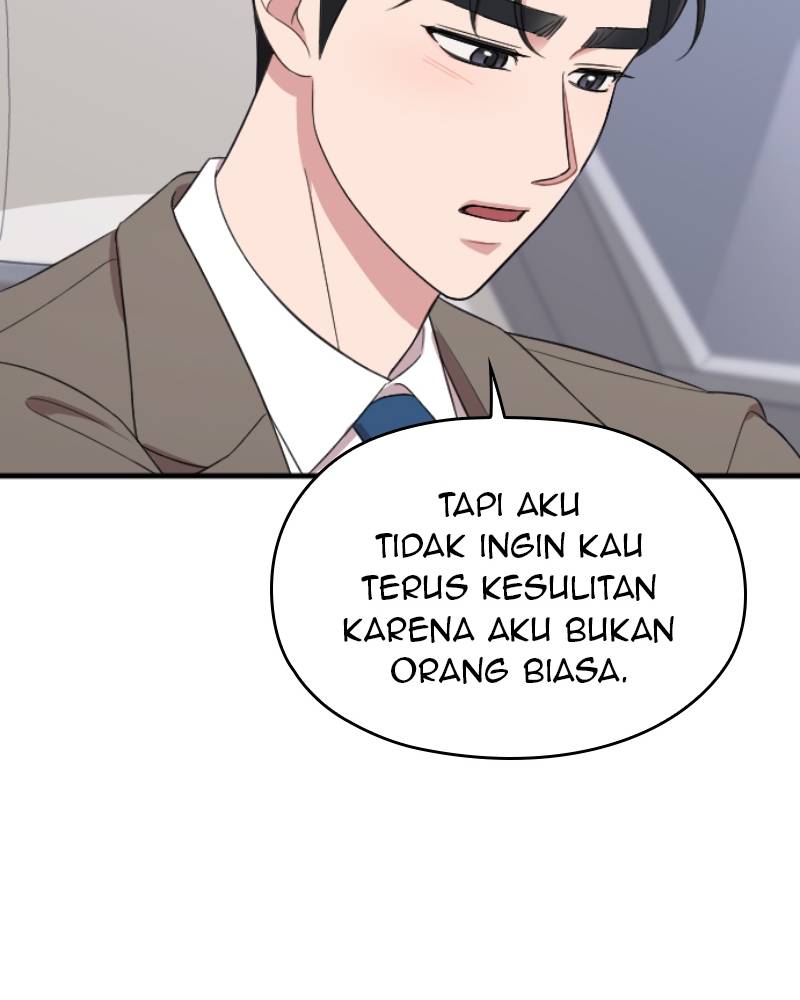 TAPI AKU
TIDAK INGIN KAU
TERUS KESULITAN
KARENA AKU BUKAN
ORANG BIASA.